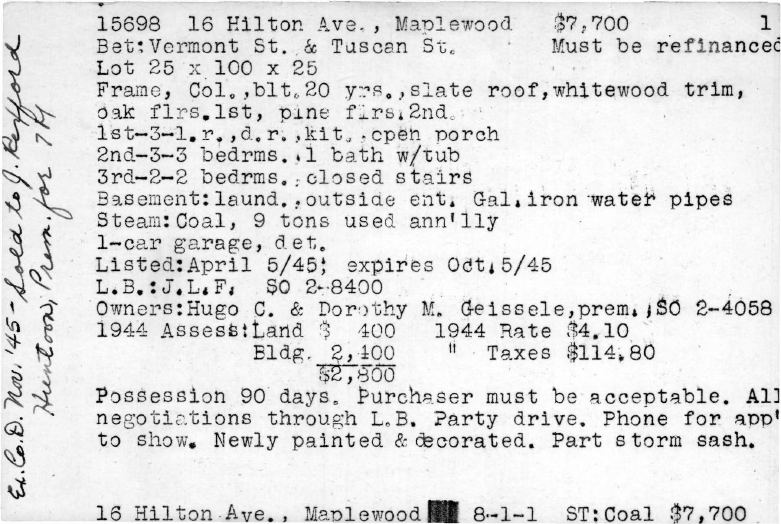 15698 16 Hilton Ave., Maplewood $7,700 1
Bet:Vermont St. & Tuscan St. Must be refinanced
Lot 25 x 100 x 25
Frame, Col.,blt.20 yrs.,slate roof,whitewood trim,
oak flrs.1st, pine flrs.2nd.
1st-3-l.r.,d.r.,kit.,open porch
2nd-3-3 bedrms.,1 bath w/tub
3rd-2-2 bedrms.,closed stairs
Basement:laund.,outside ent. Gal.iron water pipes
Steam:Coal, 9 tons used ann'lly
1-car garage, det.
Listed:April 5/45; expires Oct.5/45
L.B.:J.L.F. SO 2-8400
Owners:Hugo C. & Dorothy M. Geissele,prem.,SO 2-4058
1944 Assess:Land $ 400 1944 Rate $4.10
Bldg. 2,400 " Taxes $114.80
$2,800
Possession 90 days. Purchaser must be acceptable. All
negotiations through L.B. Party drive. Phone for app'
to show. Newly painted & decorated. Part storm sash.
16 Hilton Ave., Maplewood 8-1-1 ST:Coal $7,700
Ex. Co. D. Nov. '45 - Sold to J. Rexford
Huntoon, Prem. for 7M